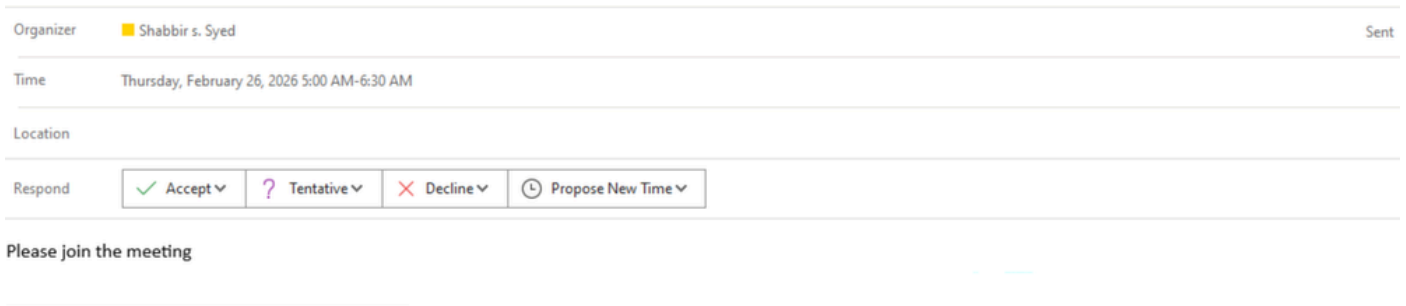 Organizer Shabbir s. Syed Sent
Time Thursday, February 26, 2026 5:00 AM-6:30 AM
Location
Respond Accept Tentative Decline Propose New Time
Please join the meeting